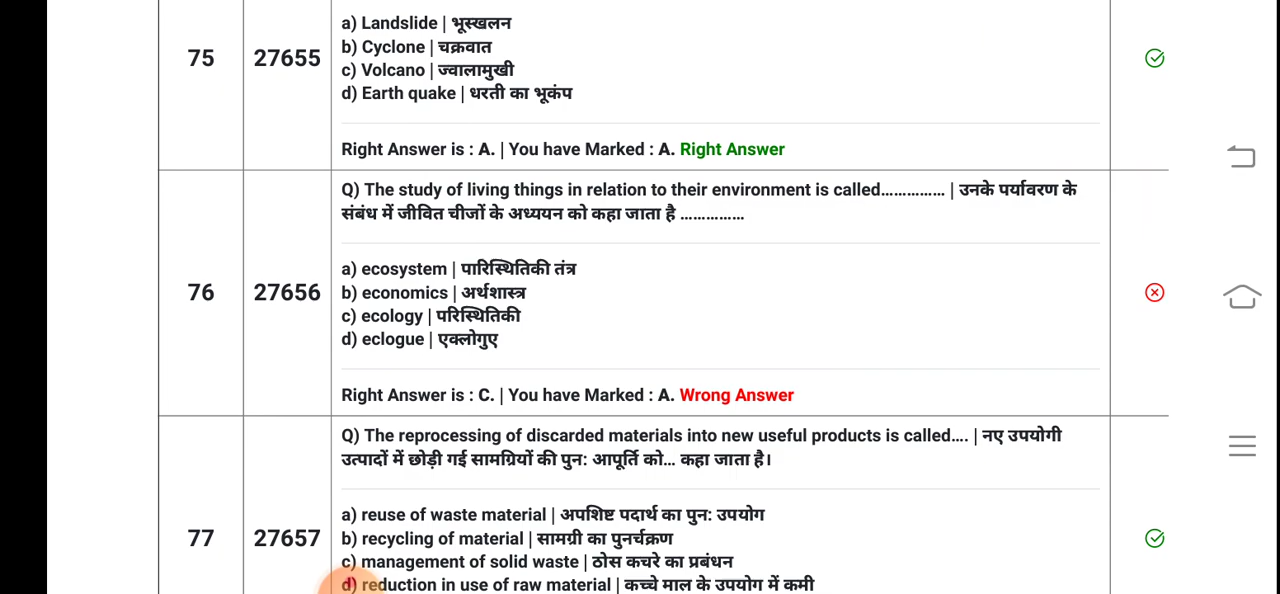 a) Landslide | भूस्खलन
75 27655 b) Cyclone | चक्रवात
c) Volcano | ज्वालामुखी
d) Earth quake | धरती का भूकंप
Right Answer is : A. | You have Marked : A. Right Answer
Q) The study of living things in relation to their environment is called............... | उनके पर्यावरण के
संबंध में जीवित चीजों के अध्ययन को कहा जाता है ...............
a) ecosystem | पारिस्थितिकी तंत्र
76 27656 b) economics | अर्थशास्त्र
c) ecology | परिस्थितिकी
d) eclogue | एक्लोगुए
Right Answer is : C. | You have Marked : A. Wrong Answer
Q) The reprocessing of discarded materials into new useful products is called.... | नए उपयोगी
उत्पादों में छोड़ी गई सामग्रियों की पुन: आपूर्ति को... कहा जाता है।
a) reuse of waste material | अपशिष्ट पदार्थ का पुन: उपयोग
77 27657 b) recycling of material | सामग्री का पुनर्चक्रण
c) management of solid waste | ठोस कचरे का प्रबंधन
d) reduction in use of raw material | कच्चे माल के उपयोग में कमी